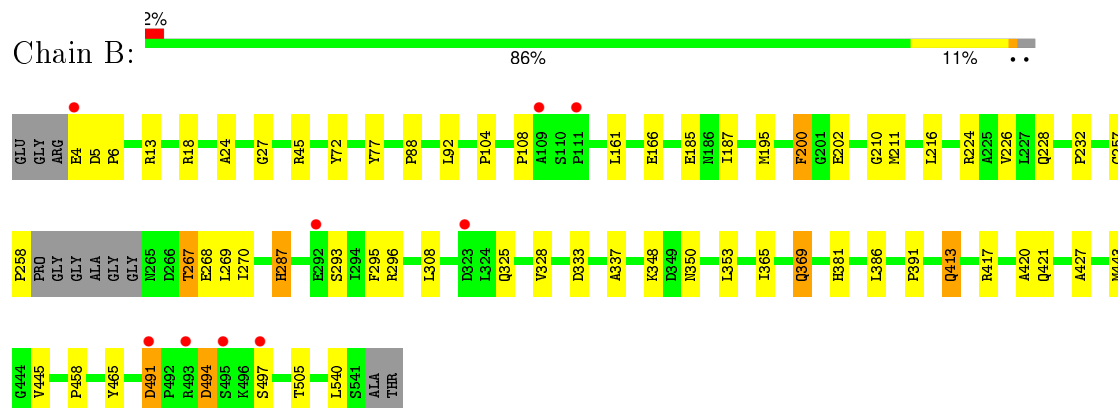 2%
Chain B:
86% 11% • •
GLU GLY ARG E4 D5 P6 R13 R18 A24 G27 R45 Y72 Y77 P88 L92 P104 P108 A109 S110 P111 L161 E166 E185 N186 I187 M195 F200 G201 E202 G210 M211 L216 R224 A225 V226 L227 Q228 P232
P258 PRO GLY GLY ALA GLY GLY N265 D266 T267 E268 L269 I270 H287 E292 S293 I294 F295 R296 L308 D323 L324 Q325 V328 D333 A337 K348 D349 N350 L353 I365 Q369 H381 L386 P391 Q413 R417 A420 Q421 A427
G444 V445 P458 Y465 D491 P492 R493 D494 S495 K496 S497 T505 L540 S541 ALA THR